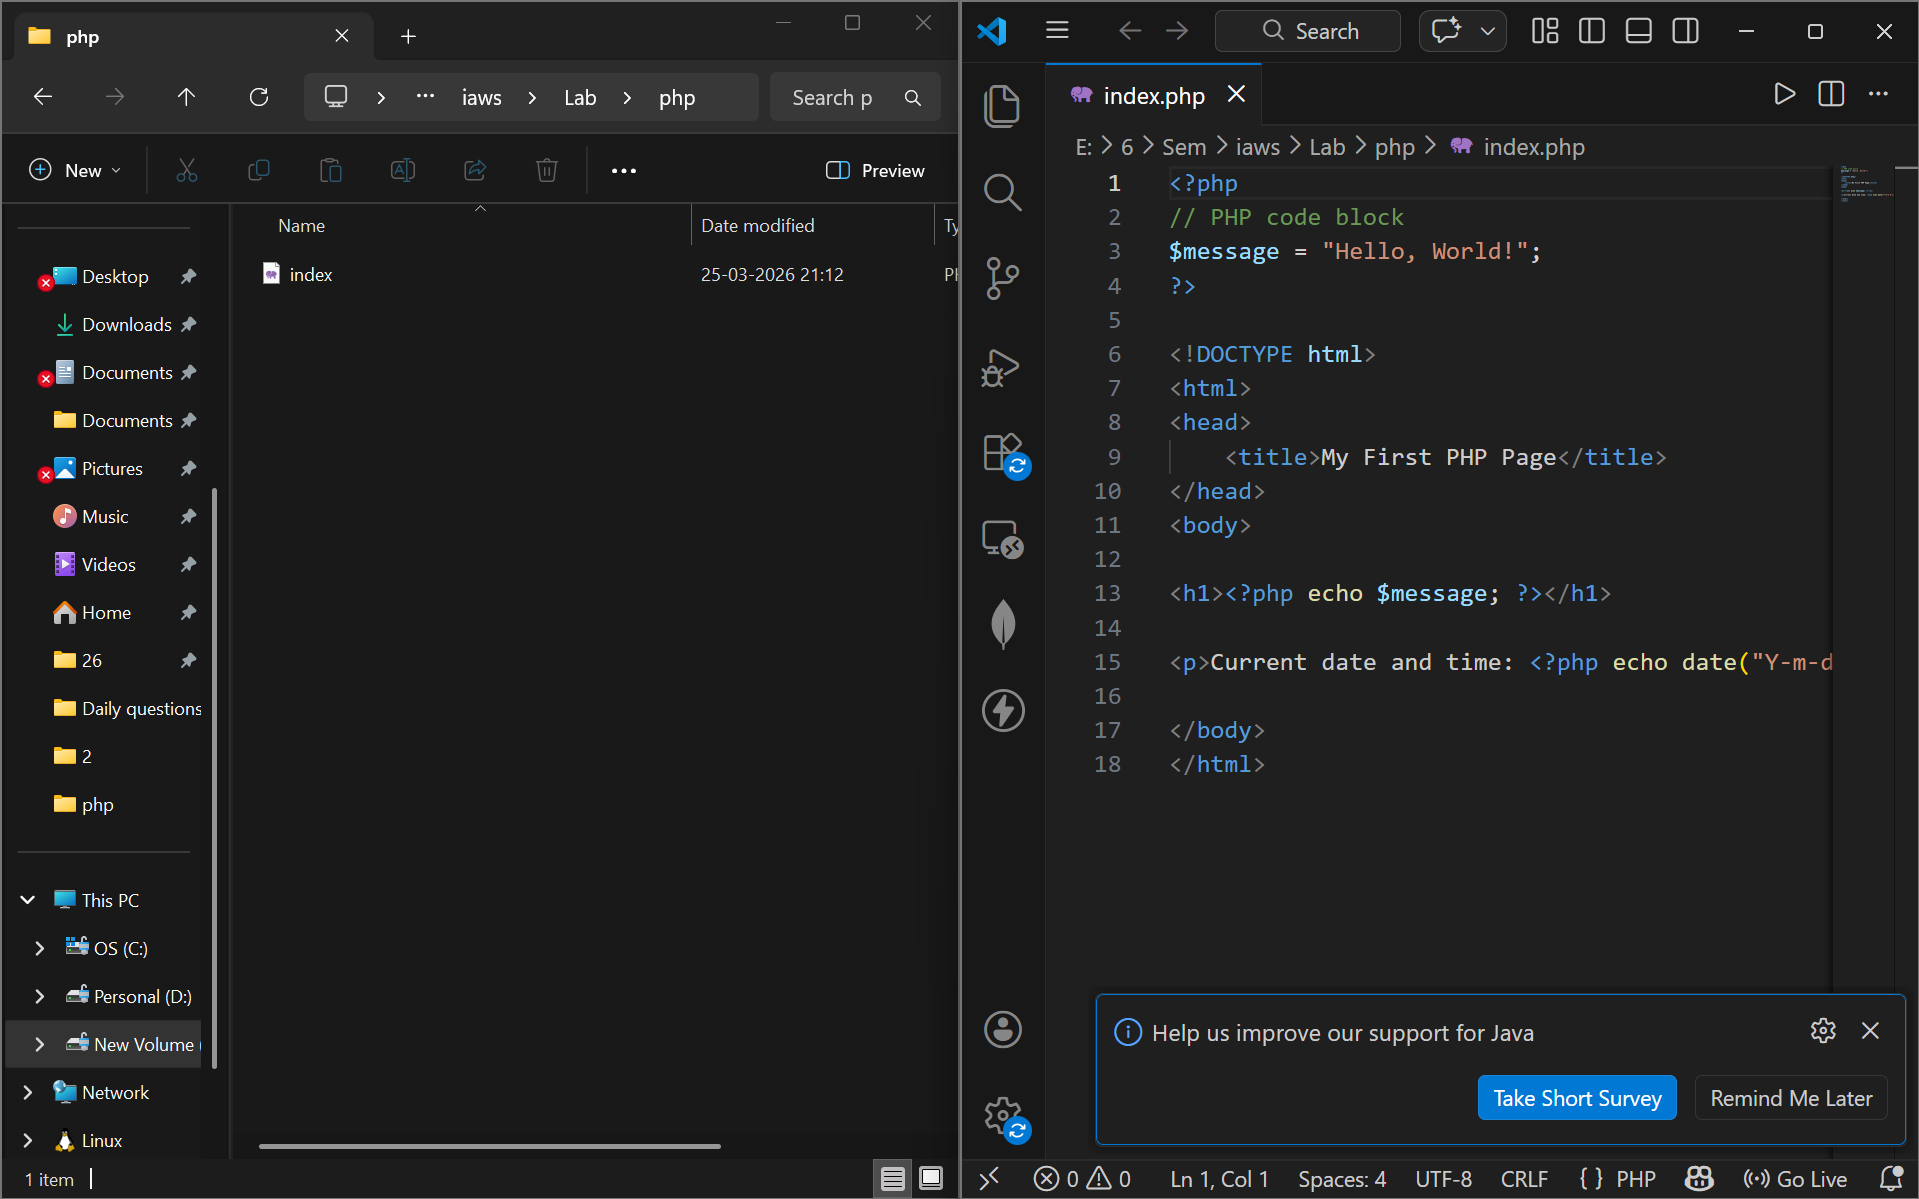 php
iaws
Lab
php
Search p
New
Preview
Name
Date modified
Ty
index
25-03-2026 21:12
PH
Desktop
Downloads
Documents
Documents
Pictures
Music
Videos
Home
26
Daily questions
2
php
This PC
OS (C:)
Personal (D:)
New Volume (
Network
Linux
1 item
Search
index.php
E: > 6 > Sem > iaws > Lab > php > index.php
1 <?php
2 // PHP code block
3 $message = "Hello, World!";
4 ?>
5
6 <!DOCTYPE html>
7 <html>
8 <head>
9 <title>My First PHP Page</title>
10 </head>
11 <body>
12
13 <h1><?php echo $message; ?></h1>
14
15 <p>Current date and time: <?php echo date("Y-m-d
16
17 </body>
18 </html>
Help us improve our support for Java
Take Short Survey
Remind Me Later
0 0 Ln 1, Col 1 Spaces: 4 UTF-8 CRLF {} PHP Go Live